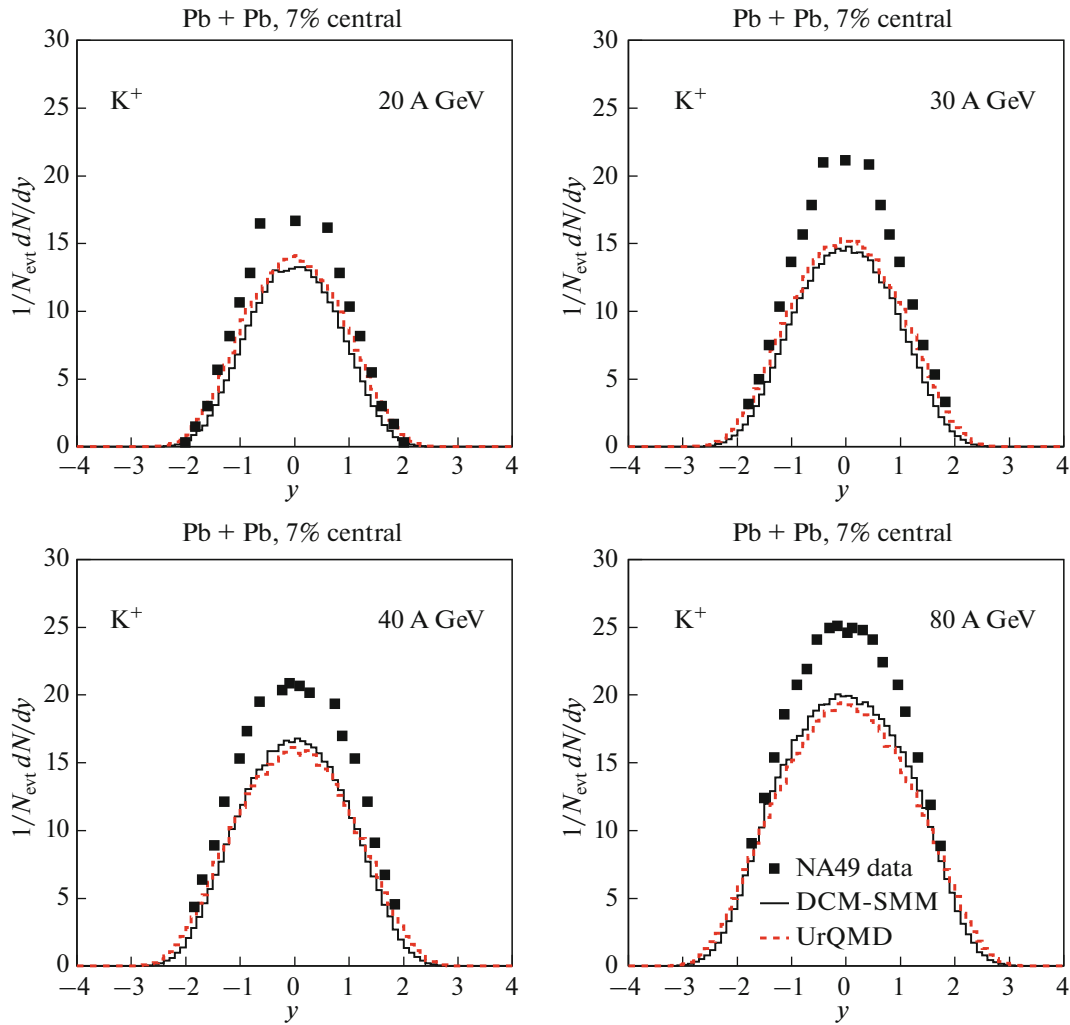 Pb + Pb, 7% central
30
25
20
15
10
5
0
K⁺
20 A GeV
1/N_evt dN/dy
−4 −3 −2 −1 0 1 2 3 4
y
Pb + Pb, 7% central
30
25
20
15
10
5
0
K⁺
30 A GeV
1/N_evt dN/dy
−4 −3 −2 −1 0 1 2 3 4
y
Pb + Pb, 7% central
30
25
20
15
10
5
0
K⁺
40 A GeV
1/N_evt dN/dy
−4 −3 −2 −1 0 1 2 3 4
y
Pb + Pb, 7% central
30
25
20
15
10
5
0
K⁺
80 A GeV
1/N_evt dN/dy
NA49 data
DCM-SMM
UrQMD
−4 −3 −2 −1 0 1 2 3 4
y